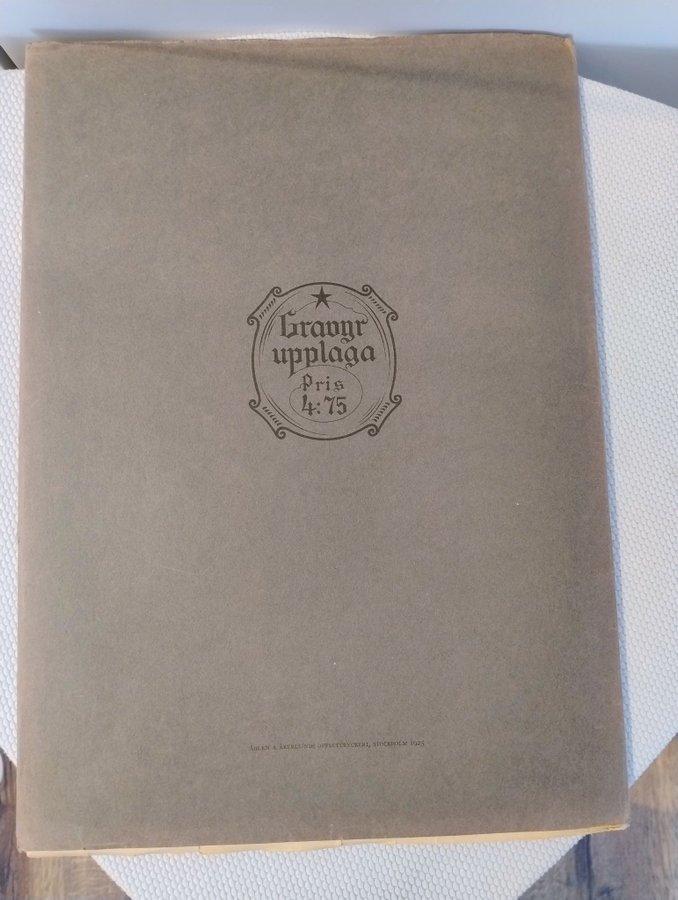 Gravyr
upplaga
Pris
4:75
ÅHLÉN & ÅKERLUNDS OFFSETTRYCKERI, STOCKHOLM 1925